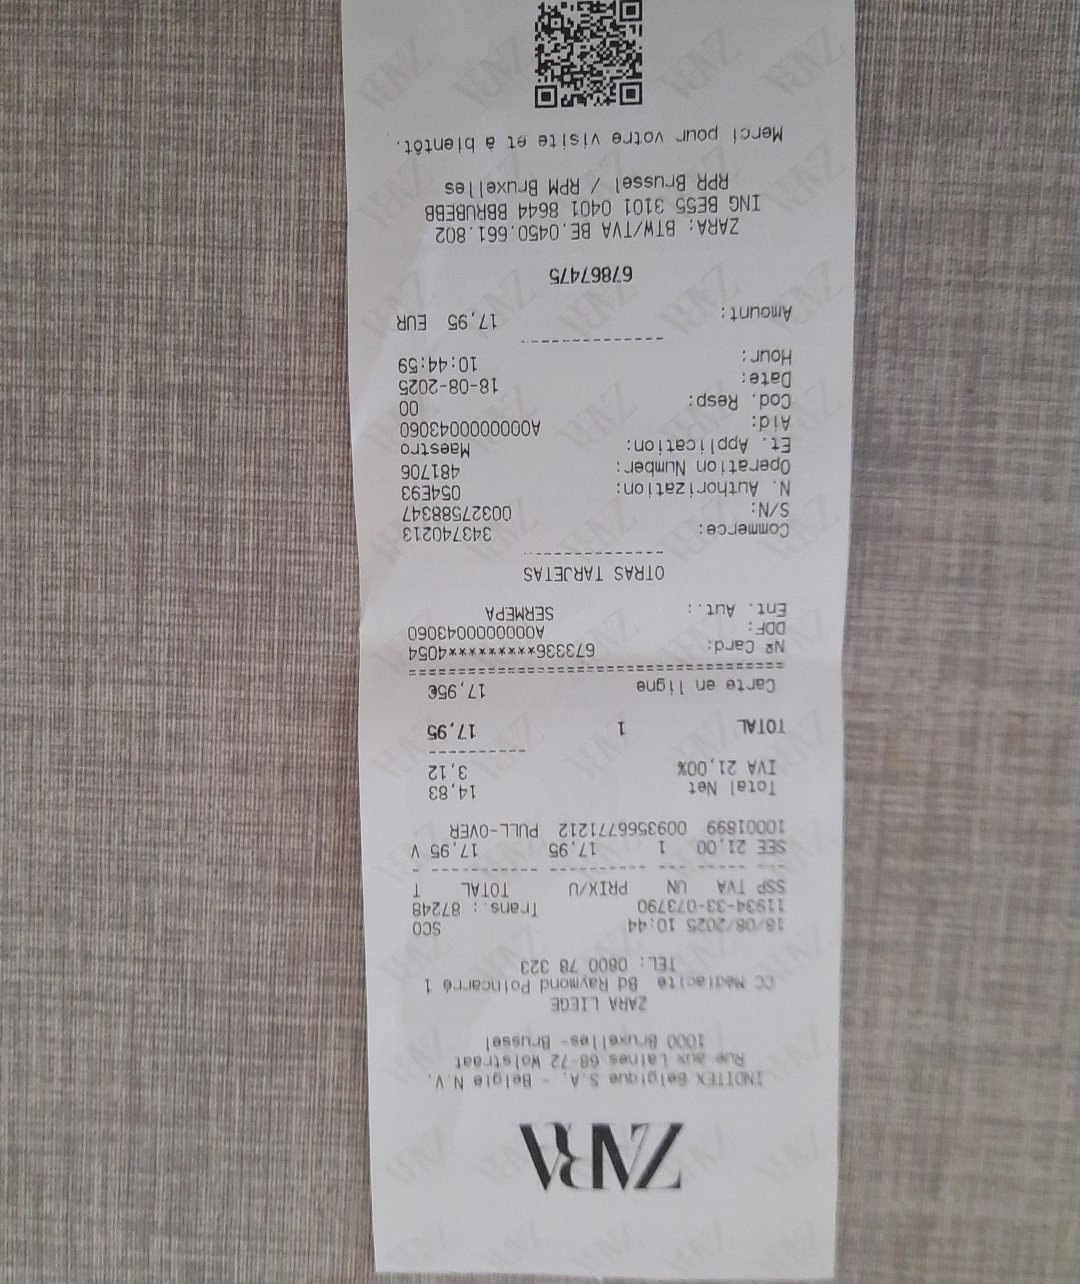 ZARA
INDITEX Belgique S.A. - Belgie N.V.
Rue aux Laines 68-72 Wolstraat
1000 Bruxelles- Brussel
ZARA LIEGE
CC Médiacité Bd Raymond Poincarré 1
TEL: 0800 78 323
18/08/2025 10:44 SCO
11934-33-073790 Trans.: 87248
SSP TVA UN PRIX/U TOTAL T
SEE 21,00 1 17,95 17,95 V
10001899 0093566771212 PULL-OVER
Total Net 14,83
IVA 21,00% 3,12
TOTAL 1 17,95
Carte en ligne 17,95€
Nº Card: 673336**********4054
DDF: A0000000043060
Ent. Aut.: SERMEPA
OTRAS TARJETAS
Commerce: 343740213
S/N: 00327588347
N. Authorization: 054E93
Operation Number: 481706
Et. Application: Maestro
Aid: A0000000043060
Cod. Resp: 00
Date: 18-08-2025
Hour: 10:44:59
Amount: 17,95 EUR
67867475
ZARA: BTW/TVA BE.0450.661.802
ING BE55 3101 0401 8644 BBRUBEBB
RPR Brussel / RPM Bruxelles
Merci pour votre visite et à bientôt.